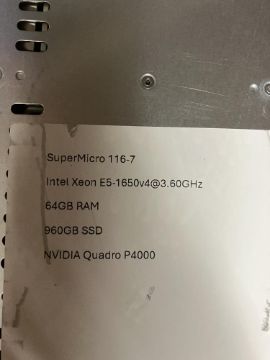 SuperMicro 116-7
Intel Xeon E5-1650v4@3.60GHz
64GB RAM
960GB SSD
NVIDIA Quadro P4000